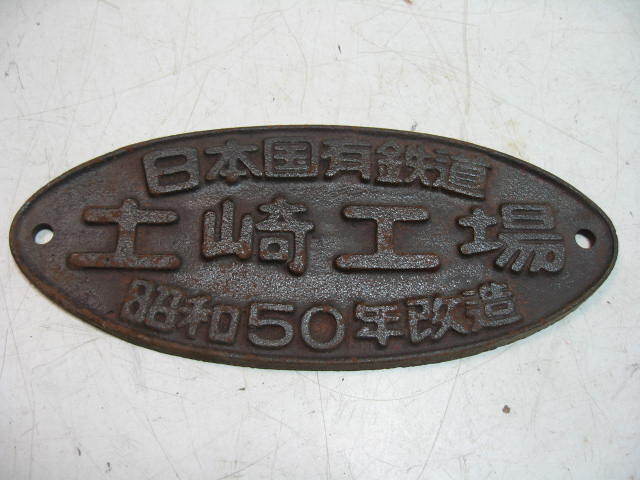 日本国有鉄道
土崎工場
昭和50年改造